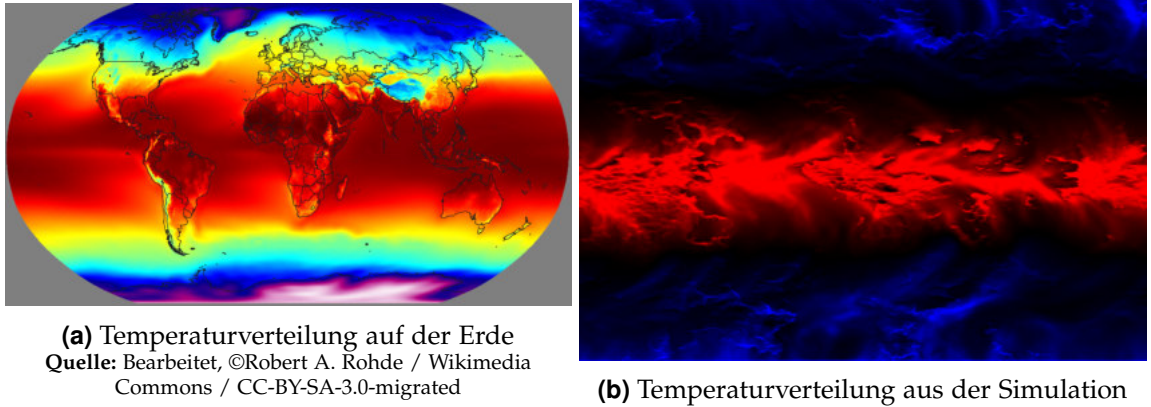 (a) Temperaturverteilung auf der Erde
Quelle: Bearbeitet, ©Robert A. Rohde / Wikimedia
Commons / CC-BY-SA-3.0-migrated
(b) Temperaturverteilung aus der Simulation